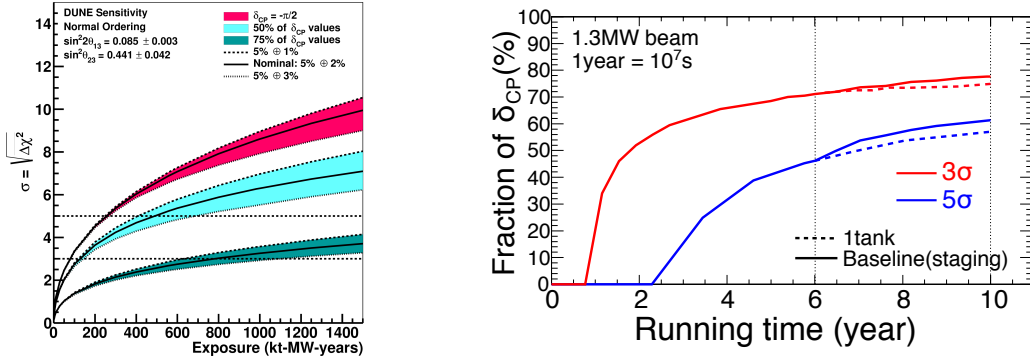 DUNE Sensitivity
Normal Ordering
sin²2θ₁₃ = 0.085 ± 0.003
sin²θ₂₃ = 0.441 ± 0.042
δCP = -π/2
50% of δCP values
75% of δCP values
5% ⊕ 1%
Nominal: 5% ⊕ 2%
5% ⊕ 3%
σ = √Δχ²
14
12
10
8
6
4
2
0
0 200 400 600 800 1000 1200 1400
Exposure (kt-MW-years)
1.3MW beam
1year = 10⁷s
Fraction of δCP(%)
100
90
80
70
60
50
40
30
20
10
0
3σ
5σ
1tank
Baseline(staging)
0 2 4 6 8 10
Running time (year)